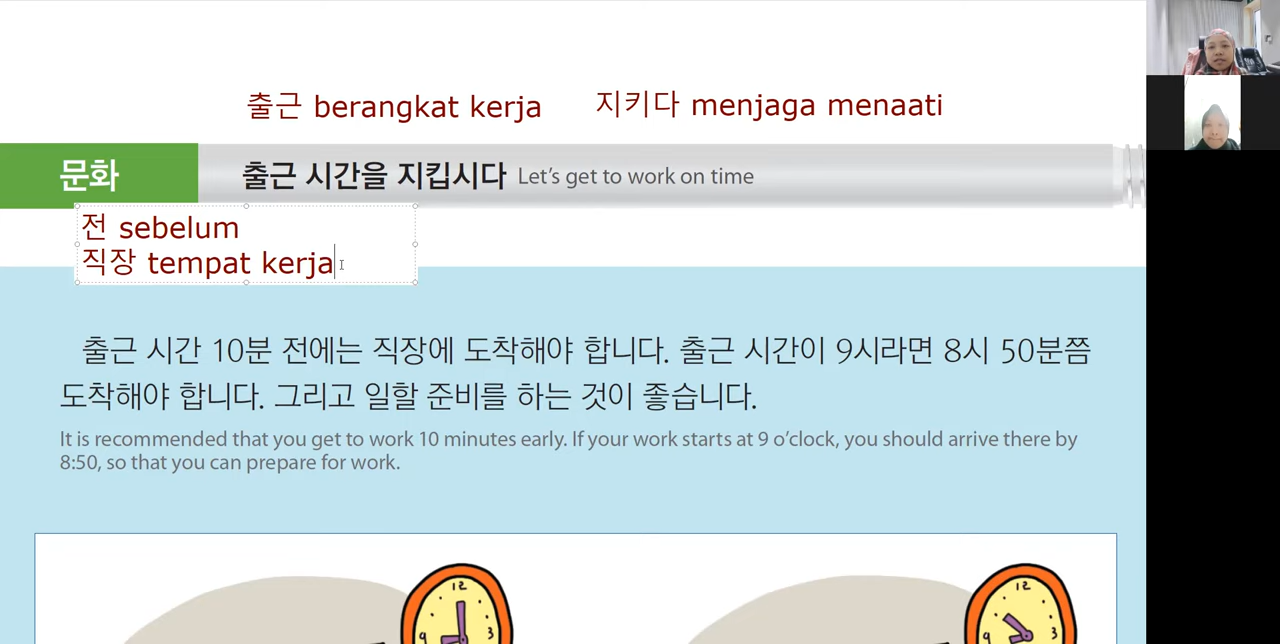 출근 berangkat kerja 지키다 menjaga menaati
문화 출근 시간을 지킵시다 Let’s get to work on time
전 sebelum
직장 tempat kerja
출근 시간 10분 전에는 직장에 도착해야 합니다. 출근 시간이 9시라면 8시 50분쯤
도착해야 합니다. 그리고 일할 준비를 하는 것이 좋습니다.
It is recommended that you get to work 10 minutes early. If your work starts at 9 o’clock, you should arrive there by
8:50, so that you can prepare for work.
12 12
9 3 9 3